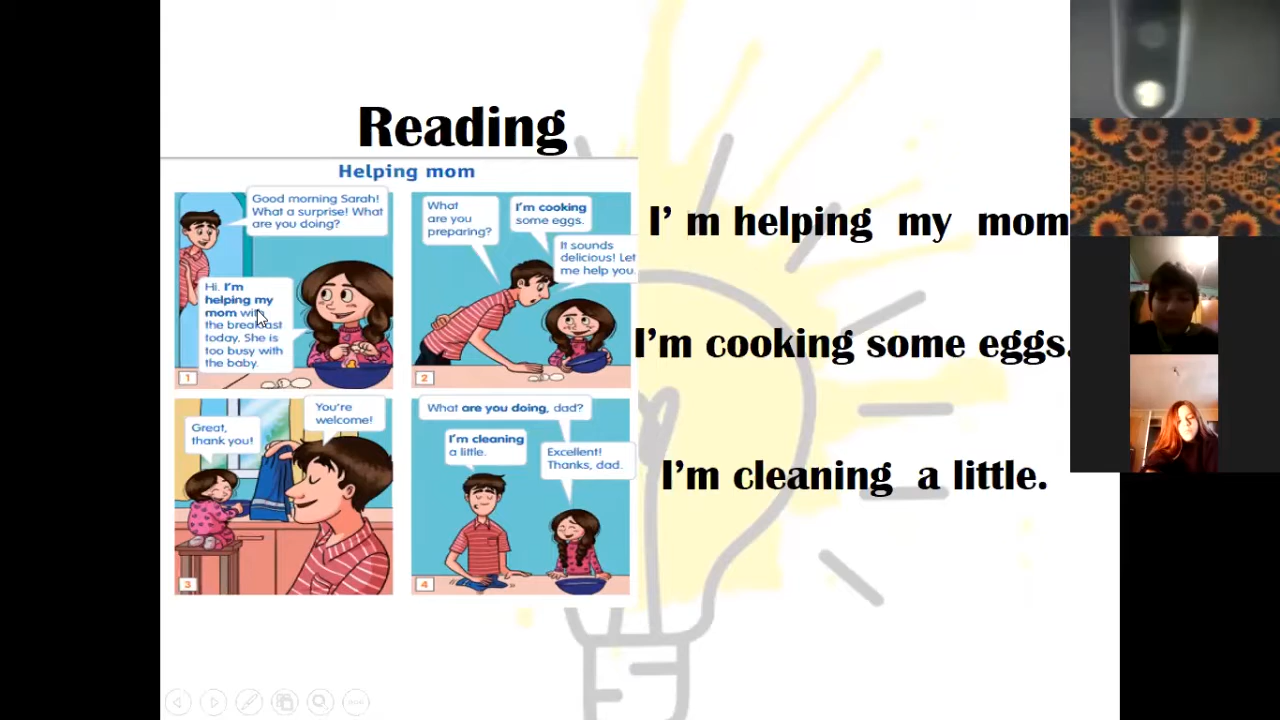 Reading
Helping mom
Good morning Sarah!
What a surprise! What
are you doing?
Hi. I'm
helping my
mom with
the breakfast
today. She is
too busy with
the baby.
1
What
are you
preparing?
I'm cooking
some eggs.
It sounds
delicious! Let
me help you.
2
Great,
thank you!
You're
welcome!
3
What are you doing, dad?
I'm cleaning
a little.
Excellent!
Thanks, dad.
4
I' m helping my mom
I'm cooking some eggs.
I'm cleaning a little.